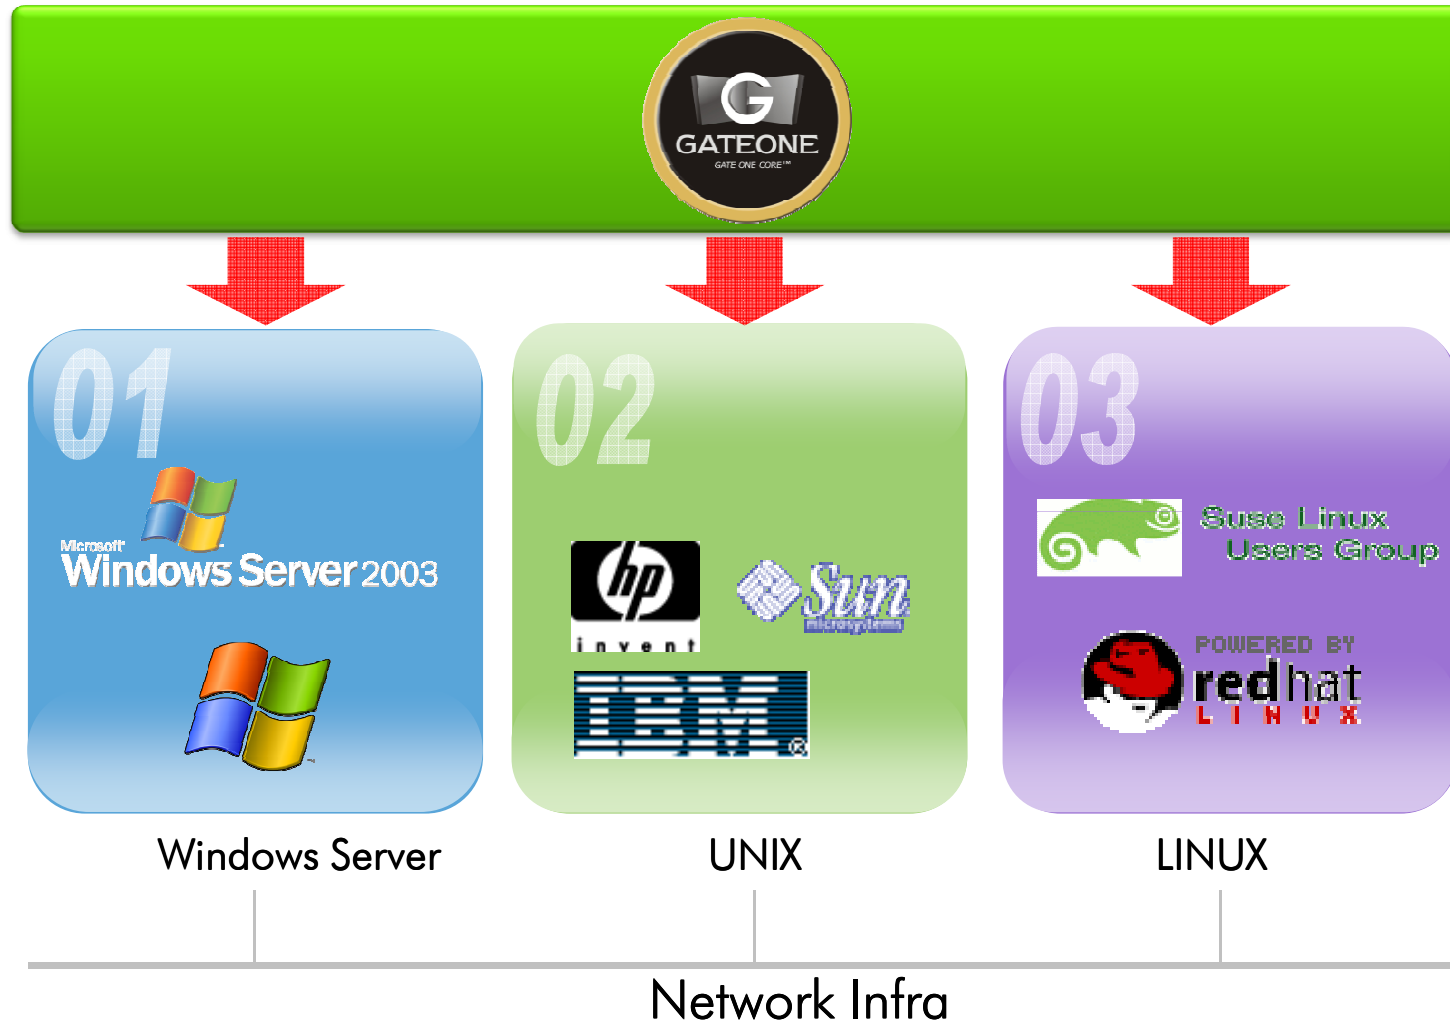 G
GATEONE
GATE ONE CORE™
01
02
03
Microsoft
Windows Server 2003
hp
invent
Sun
microsystems
IBM®
Suse Linux
Users Group
POWERED BY
redhat
LINUX
Windows Server
UNIX
LINUX
Network Infra